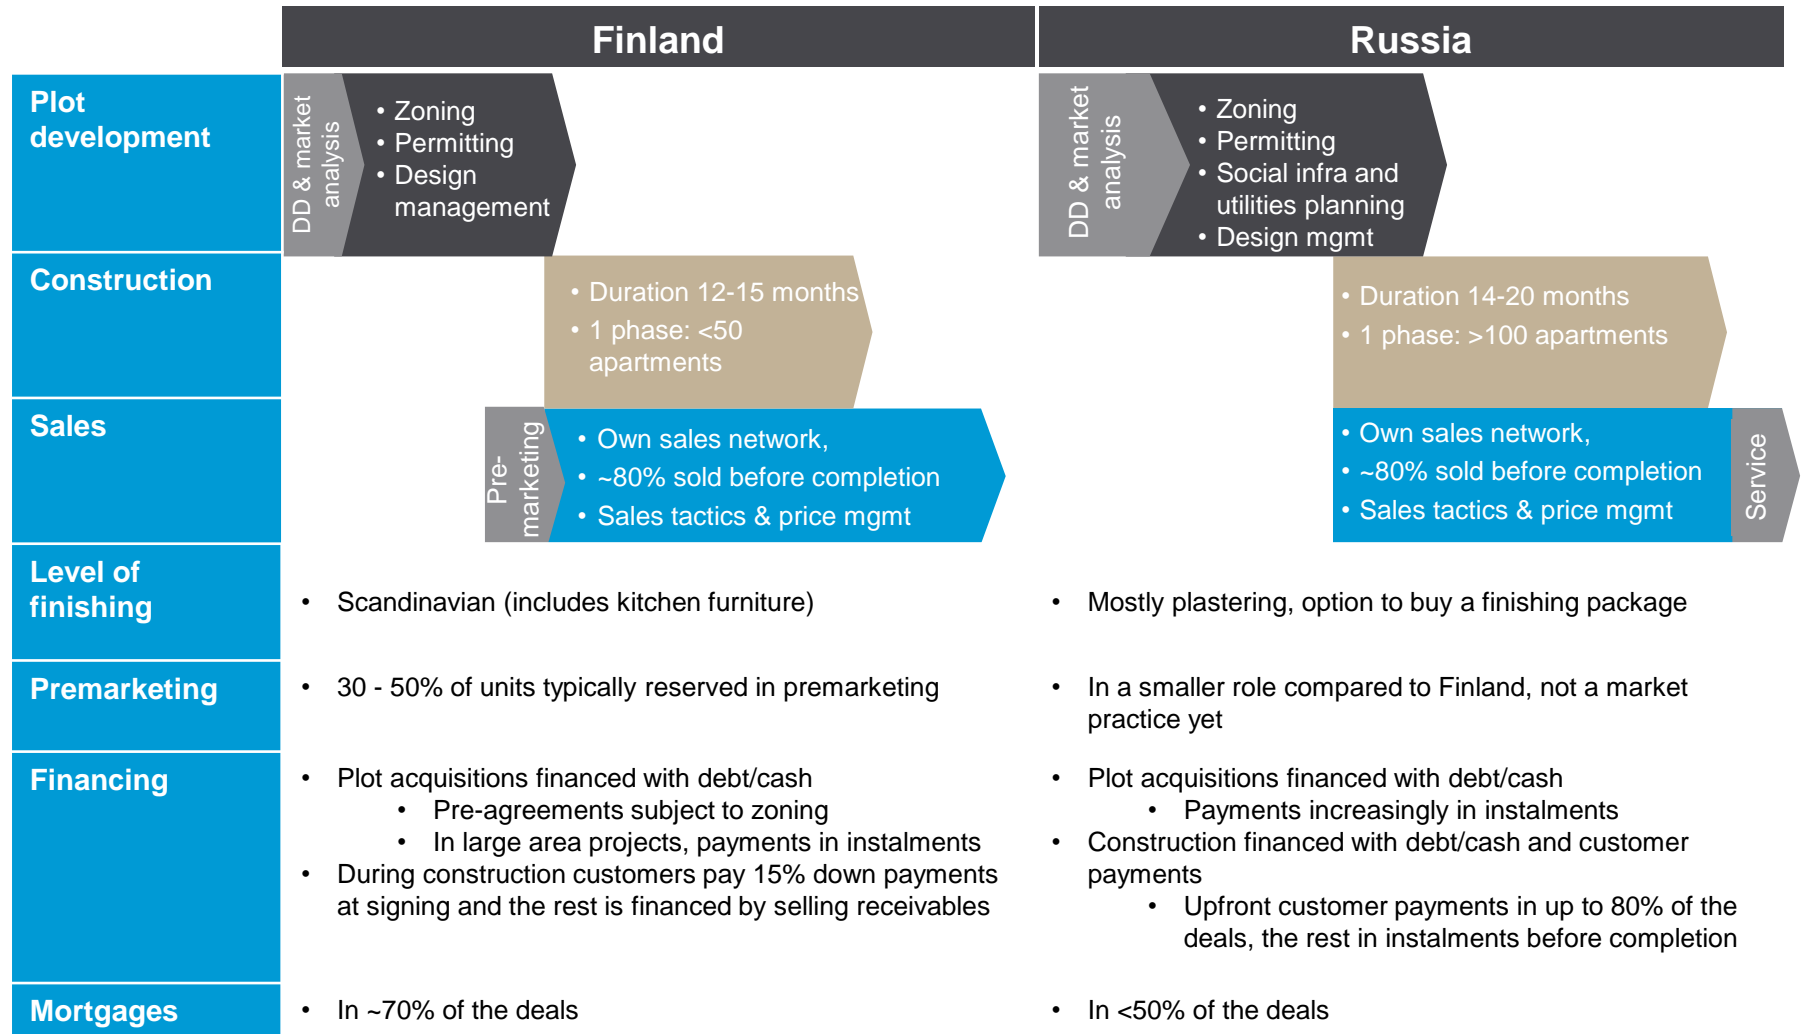 Finland
Russia
Plot
development
DD & market
analysis
• Zoning
• Permitting
• Design
management
DD & market
analysis
• Zoning
• Permitting
• Social infra and
utilities planning
• Design mgmt
Construction
• Duration 12-15 months
• 1 phase: <50
apartments
• Duration 14-20 months
• 1 phase: >100 apartments
Sales
Pre-
marketing
• Own sales network,
• ~80% sold before completion
• Sales tactics & price mgmt
• Own sales network,
• ~80% sold before completion
• Sales tactics & price mgmt
Service
Level of
finishing
• Scandinavian (includes kitchen furniture)
• Mostly plastering, option to buy a finishing package
Premarketing
• 30 - 50% of units typically reserved in premarketing
• In a smaller role compared to Finland, not a market
practice yet
Financing
• Plot acquisitions financed with debt/cash
• Pre-agreements subject to zoning
• In large area projects, payments in instalments
• During construction customers pay 15% down payments
at signing and the rest is financed by selling receivables
• Plot acquisitions financed with debt/cash
• Payments increasingly in instalments
• Construction financed with debt/cash and customer
payments
• Upfront customer payments in up to 80% of the
deals, the rest in instalments before completion
Mortgages
• In ~70% of the deals
• In <50% of the deals